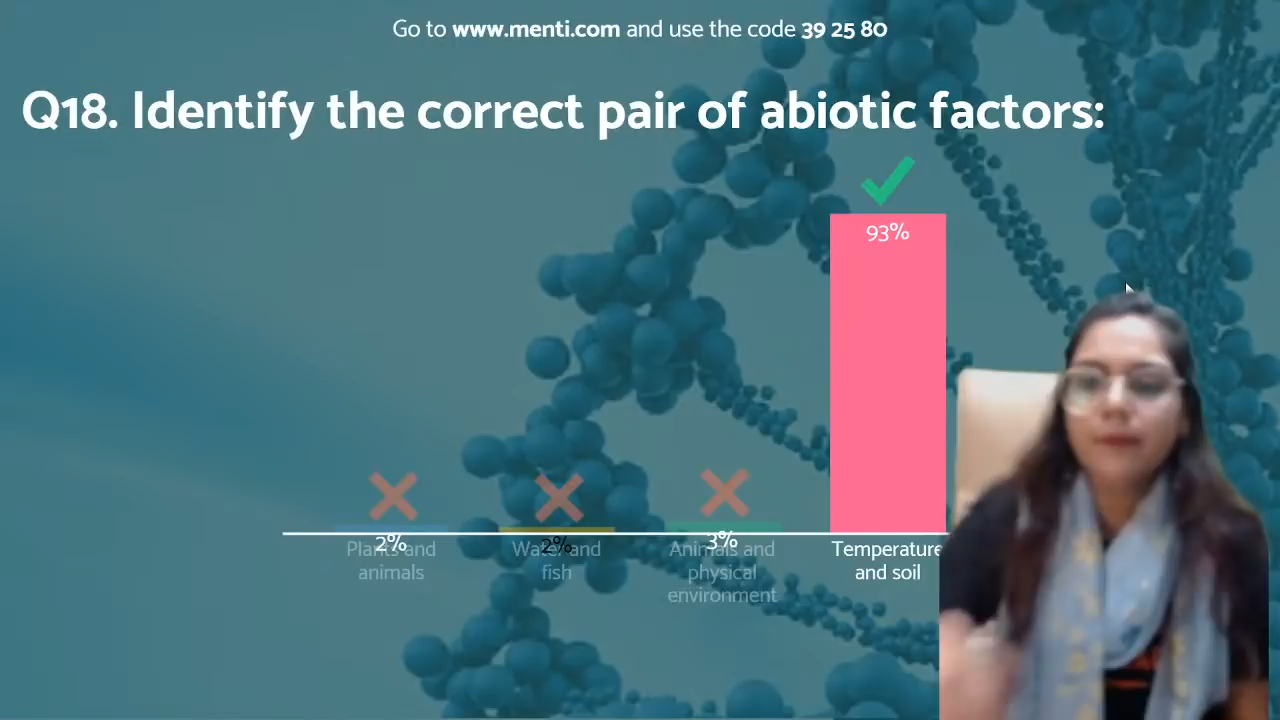 Go to www.menti.com and use the code 39 25 80
Q18. Identify the correct pair of abiotic factors:
93%
2%
2%
3%
Plants and
animals
Water and
fish
Animals and
physical
environment
Temperature
and soil